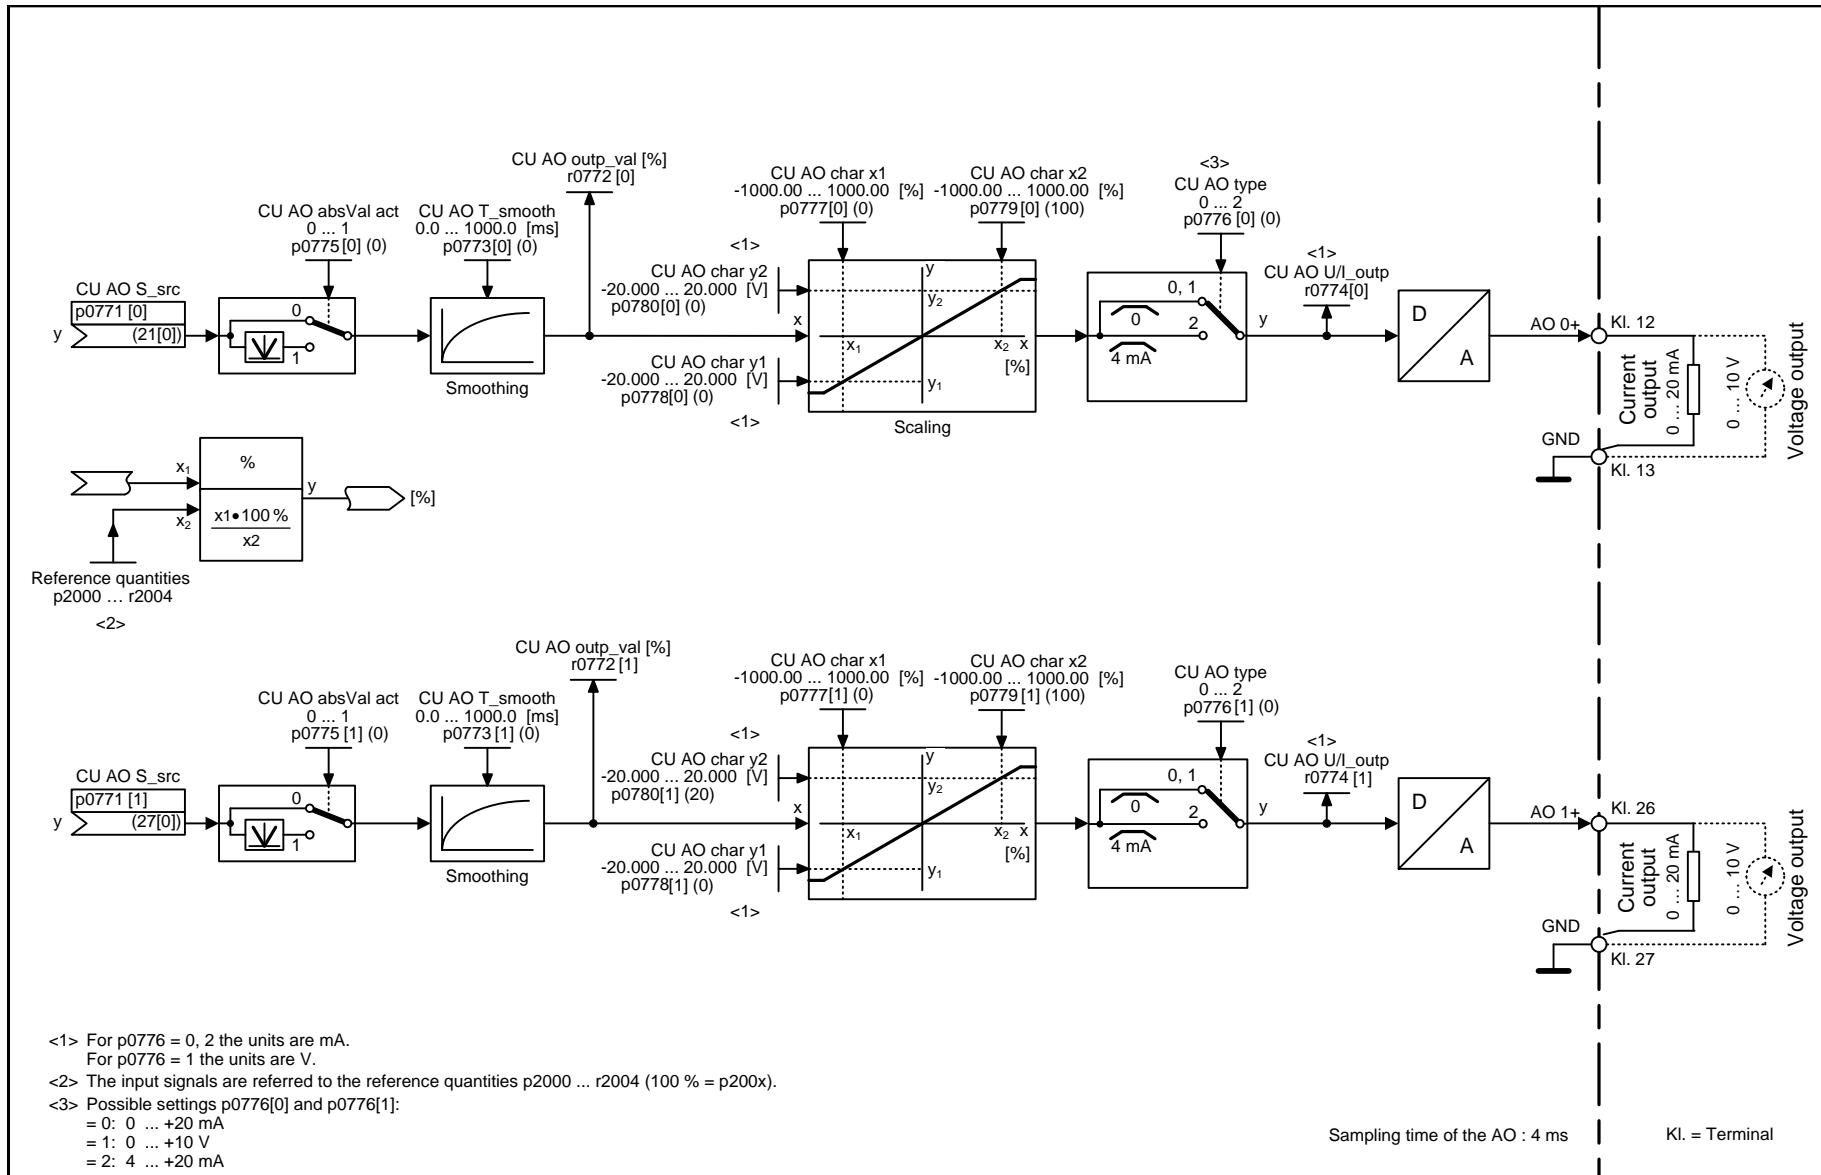 CU AO outp_val [%]
r0772 [0]
CU AO absVal act
0 ... 1
p0775[0] (0)
CU AO T_smooth
0.0 ... 1000.0 [ms]
p0773[0] (0)
CU AO char x1
-1000.00 ... 1000.00 [%]
p0777[0] (0)
CU AO char x2
-1000.00 ... 1000.00 [%]
p0779[0] (100)
<3>
CU AO type
0 ... 2
p0776[0] (0)
<1>
CU AO char y2
-20.000 ... 20.000 [V]
p0780[0] (0)
<1>
CU AO U/I_outp
r0774[0]
CU AO S_src
p0771 [0]
(21[0])
y
0
1
Smoothing
x
CU AO char y1
-20.000 ... 20.000 [V]
p0778[0] (0)
<1>
y
y2
x1
x2 x
[%]
y1
Scaling
0, 1
0
2
4 mA
y
D
A
AO 0+
Kl. 12
GND
Kl. 13
Current output
0 ... 20 mA
0 ... 10 V
Voltage output
x1
x2
%
x1•100 %
x2
y
[%]
Reference quantities
p2000 ... r2004
<2>
CU AO outp_val [%]
r0772 [1]
CU AO absVal act
0 ... 1
p0775 [1] (0)
CU AO T_smooth
0.0 ... 1000.0 [ms]
p0773 [1] (0)
CU AO char x1
-1000.00 ... 1000.00 [%]
p0777[1] (0)
CU AO char x2
-1000.00 ... 1000.00 [%]
p0779[1] (100)
CU AO type
0 ... 2
p0776 [1] (0)
<1>
CU AO char y2
-20.000 ... 20.000 [V]
p0780[1] (20)
<1>
CU AO U/I_outp
r0774 [1]
CU AO S_src
p0771 [1]
(27[0])
y
0
1
Smoothing
x
CU AO char y1
-20.000 ... 20.000 [V]
p0778[1] (0)
<1>
y
y2
x1
x2 x
[%]
y1
0, 1
0
2
4 mA
y
D
A
AO 1+
Kl. 26
GND
Kl. 27
Current output
0 ... 20 mA
0 ... 10 V
Voltage output
<1> For p0776 = 0, 2 the units are mA.
For p0776 = 1 the units are V.
<2> The input signals are referred to the reference quantities p2000 ... r2004 (100 % = p200x).
<3> Possible settings p0776[0] and p0776[1]:
= 0: 0 ... +20 mA
= 1: 0 ... +10 V
= 2: 4 ... +20 mA
Sampling time of the AO : 4 ms
Kl. = Terminal